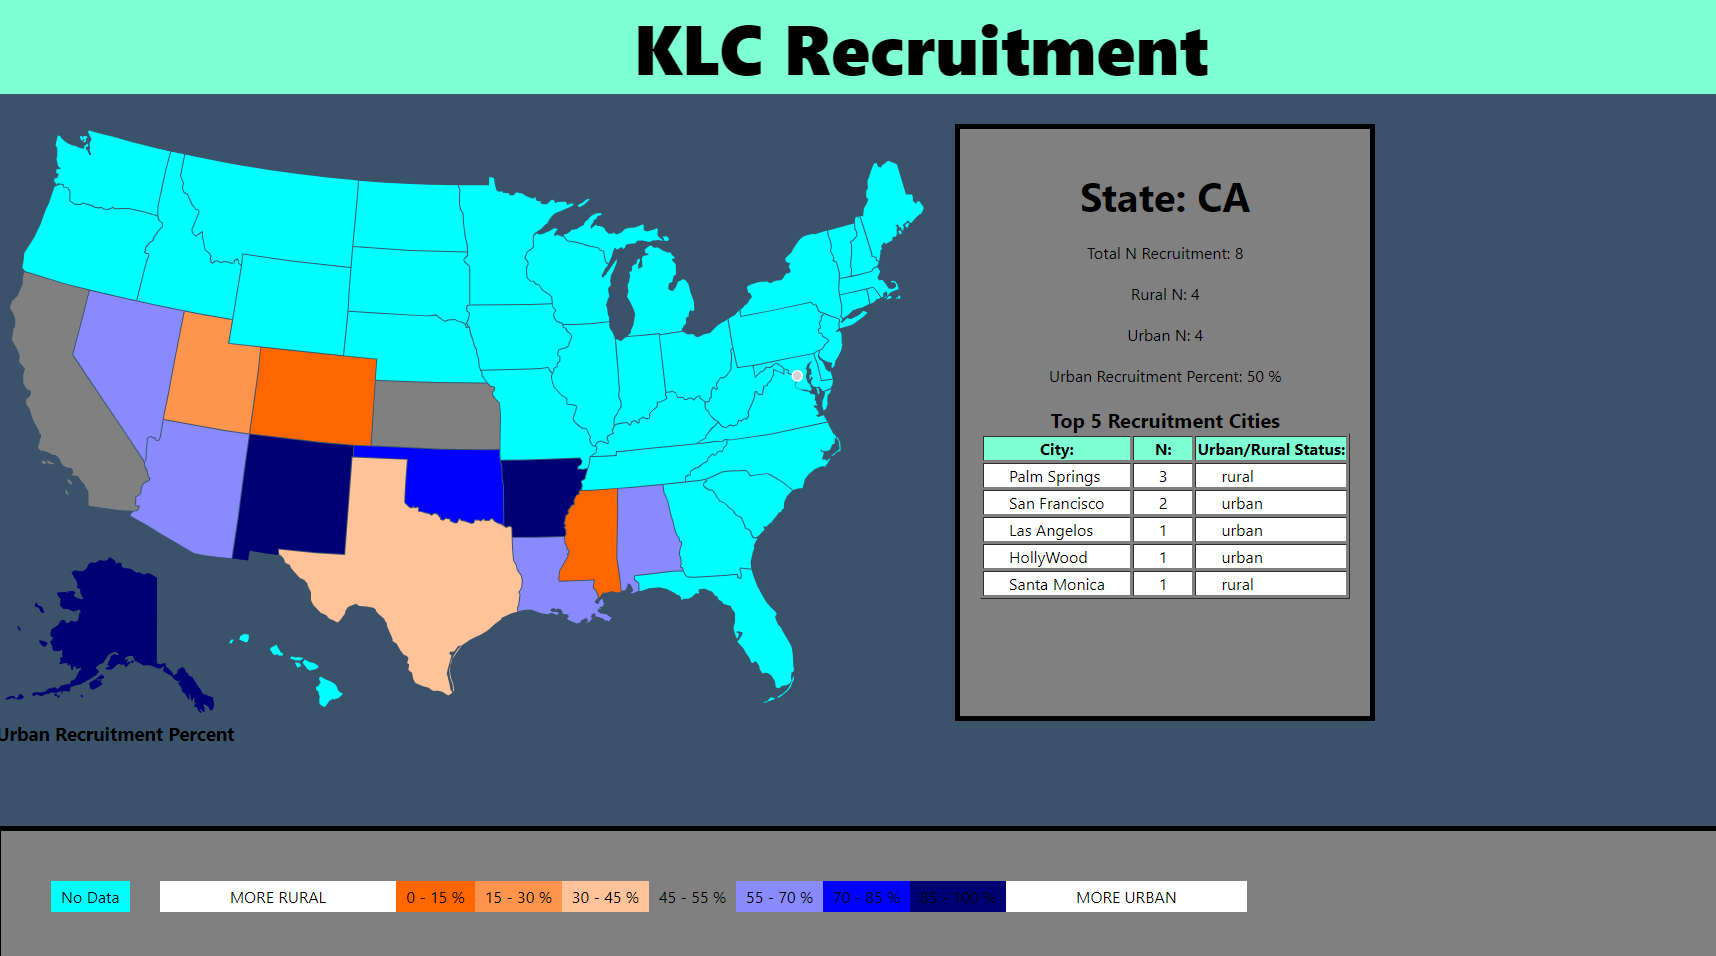 KLC Recruitment
State: CA
Total N Recruitment: 8
Rural N: 4
Urban N: 4
Urban Recruitment Percent: 50 %
Top 5 Recruitment Cities
City: N: Urban/Rural Status:
Palm Springs 3 rural
San Francisco 2 urban
Las Angelos 1 urban
HollyWood 1 urban
Santa Monica 1 rural
Urban Recruitment Percent
No Data MORE RURAL 0 - 15 % 15 - 30 % 30 - 45 % 45 - 55 % 55 - 70 % 70 - 85 % 85 - 100 % MORE URBAN